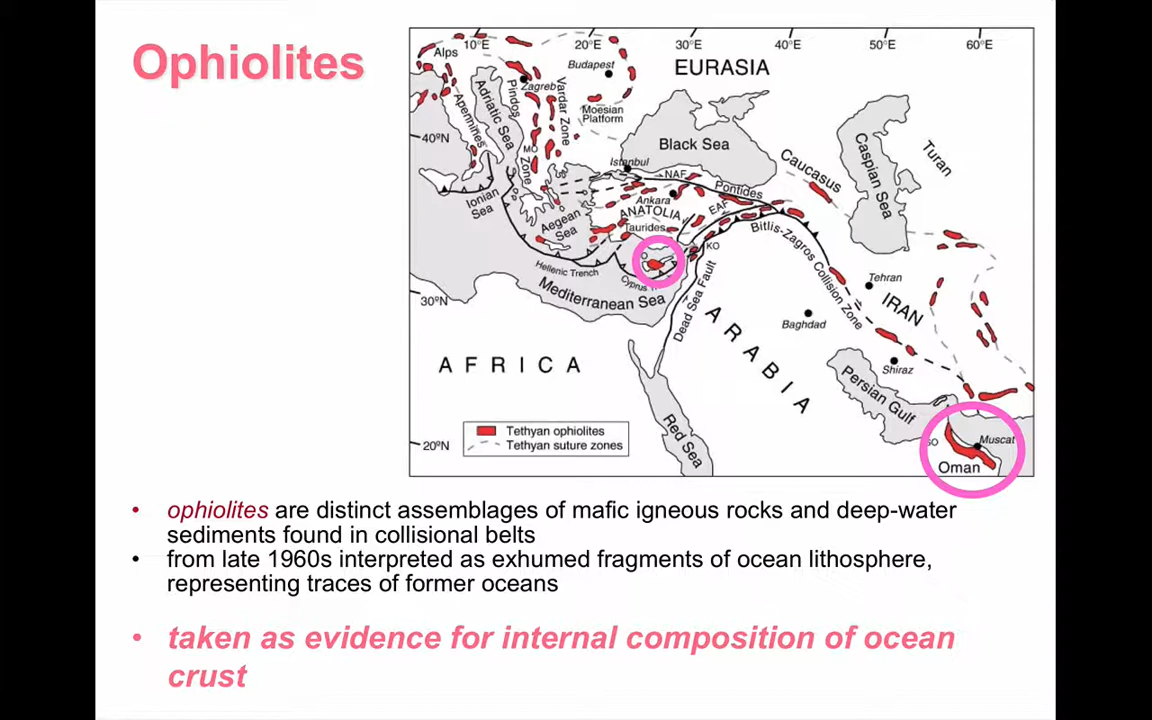 Ophiolites
10°E
20°E
30°E
40°E
50°E
60°E
Alps
Budapest
EURASIA
Zagreb
Adriatic Sea
Pindos
Zone
Vardar Zone
Apennines
Moesian
Platform
40°N
Black Sea
Caspian Sea
Turan
Caucasus
MO
Istanbul
NAF
Pontides
Ankara
ANATOLIA
EAF
Ionian
Sea
Aegean
Sea
Taurides
KO
Bitlis-Zagros Collision Zone
Hellenic Trench
Cyprus
Mediterranean Sea
Dead Sea Fault
Tehran
IRAN
30°N
Baghdad
ARABIA
AFRICA
Shiraz
Persian Gulf
Red Sea
Tethyan ophiolites
Tethyan suture zones
20°N
SO
Muscat
Oman
• ophiolites are distinct assemblages of mafic igneous rocks and deep-water
sediments found in collisional belts
• from late 1960s interpreted as exhumed fragments of ocean lithosphere,
representing traces of former oceans
• taken as evidence for internal composition of ocean
crust